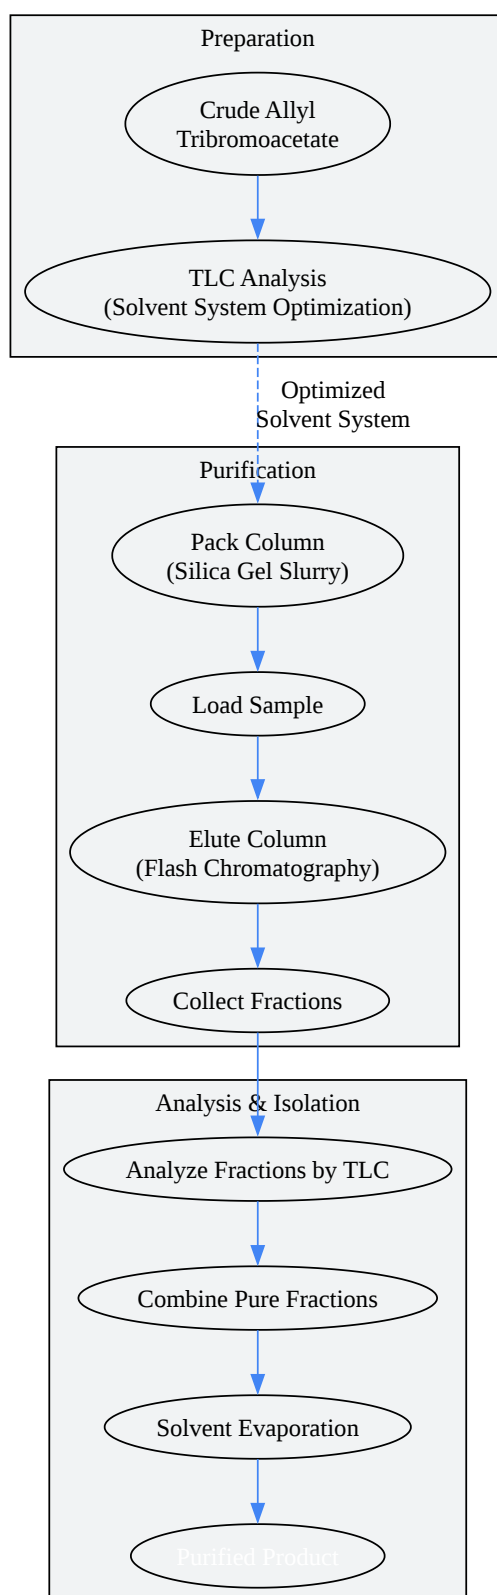 Preparation
Crude Allyl
Tribromoacetate
TLC Analysis
(Solvent System Optimization)
Optimized
Solvent System
Purification
Pack Column
(Silica Gel Slurry)
Load Sample
Elute Column
(Flash Chromatography)
Collect Fractions
Analysis & Isolation
Analyze Fractions by TLC
Combine Pure Fractions
Solvent Evaporation
Purified Product